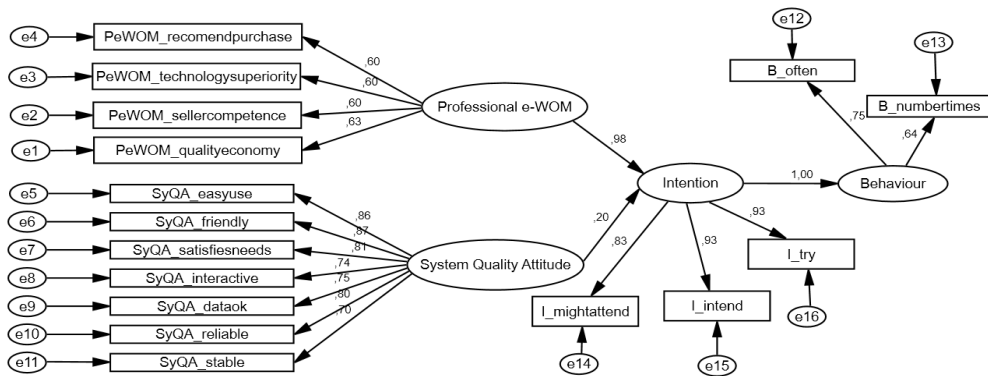 e12
e4
PeWOM_recomendpurchase
e13
,60
e3
PeWOM_technologysuperiority
B_often
,60
Professional e-WOM
B_numbertimes
e2
PeWOM_sellercompetence
,60
,75
,64
e1
PeWOM_qualityeconomy
,63
,98
Intention
1,00
Behaviour
e5
SyQA_easyuse
,86
,20
,93
e6
SyQA_friendly
,87
,83
,93
e7
SyQA_satisfiesneeds
,81
I_try
System Quality Attitude
e8
SyQA_interactive
,74
e9
SyQA_dataok
,75
I_mightattend
I_intend
e16
,80
e10
SyQA_reliable
,70
e11
SyQA_stable
e14
e15